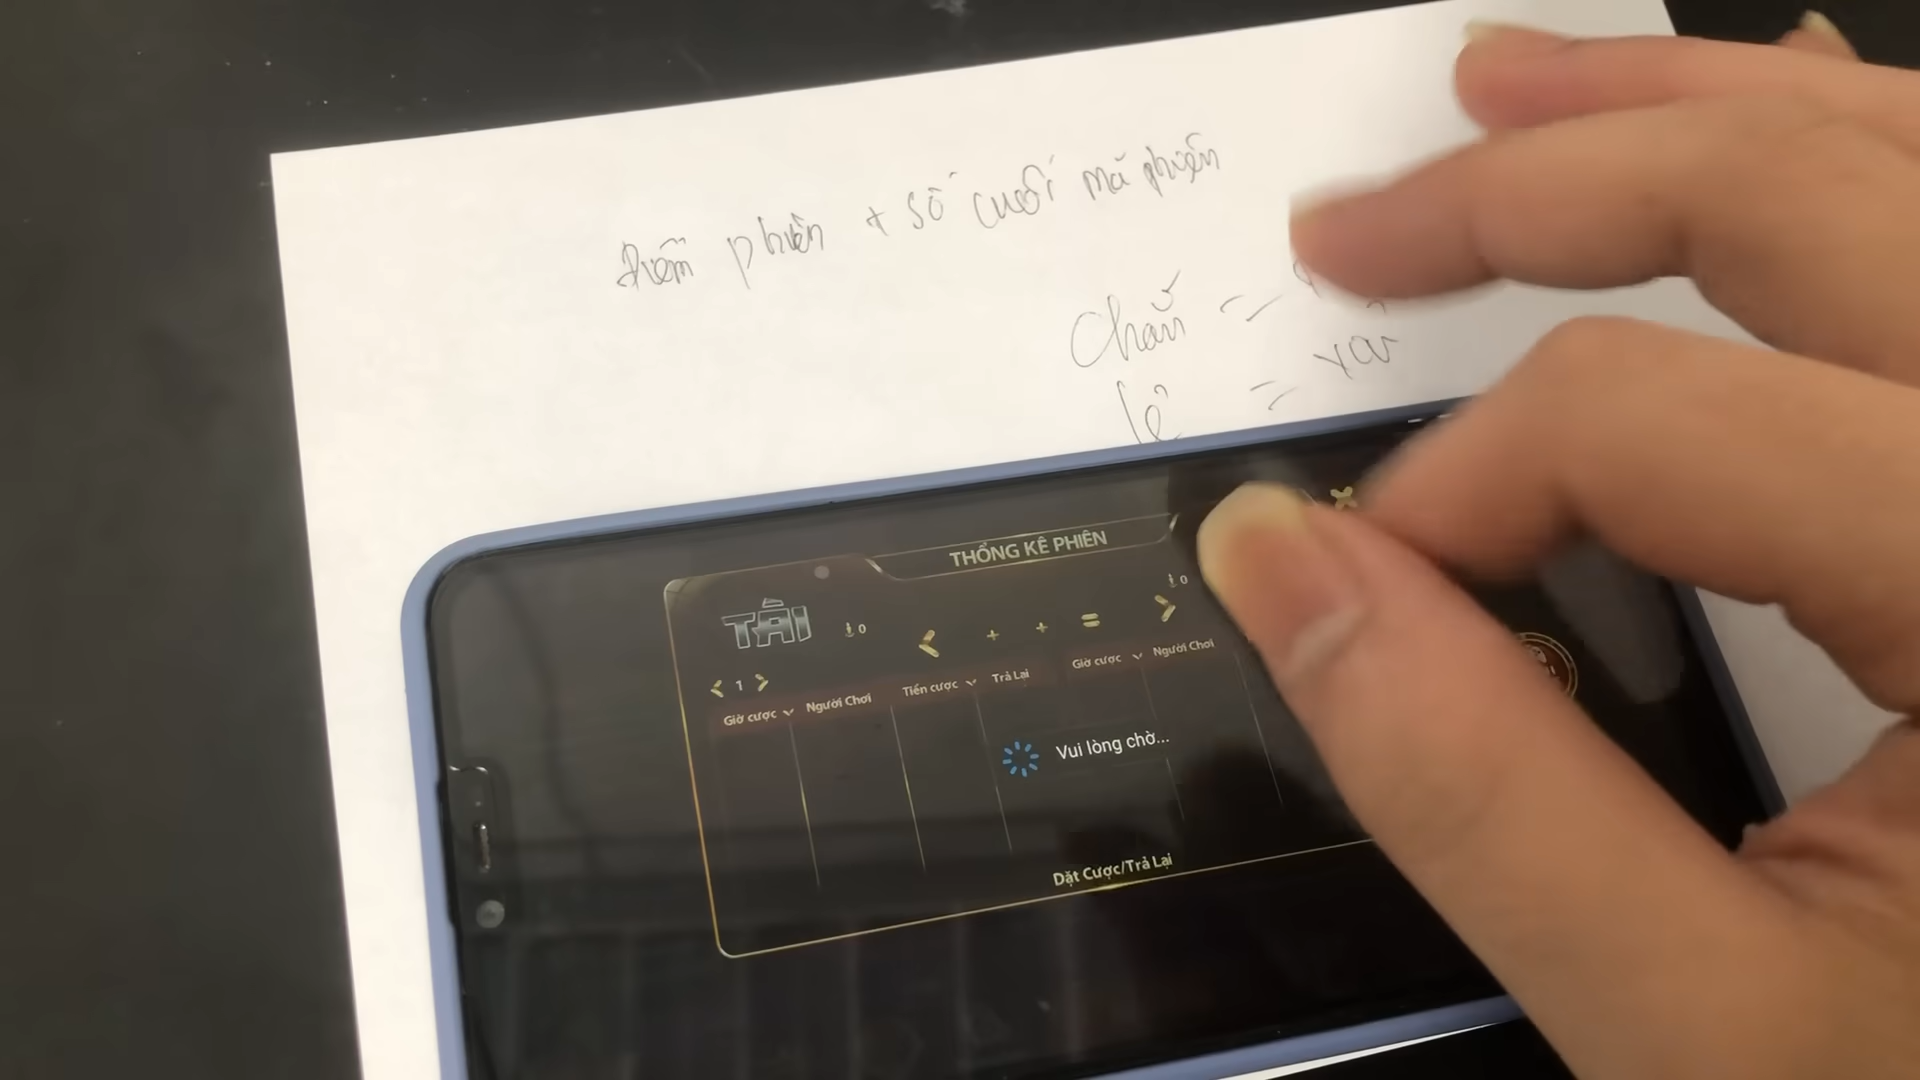 điểm phiên + số cuối mã phiên
chẵn =
lẻ = xỉu
THỐNG KÊ PHIÊN
TÀI
0
+ + =
0
1
Giờ cược Người Chơi Tiền cược Trả Lại Giờ cược Người Chơi
Vui lòng chờ...
Đặt Cược/Trả Lại